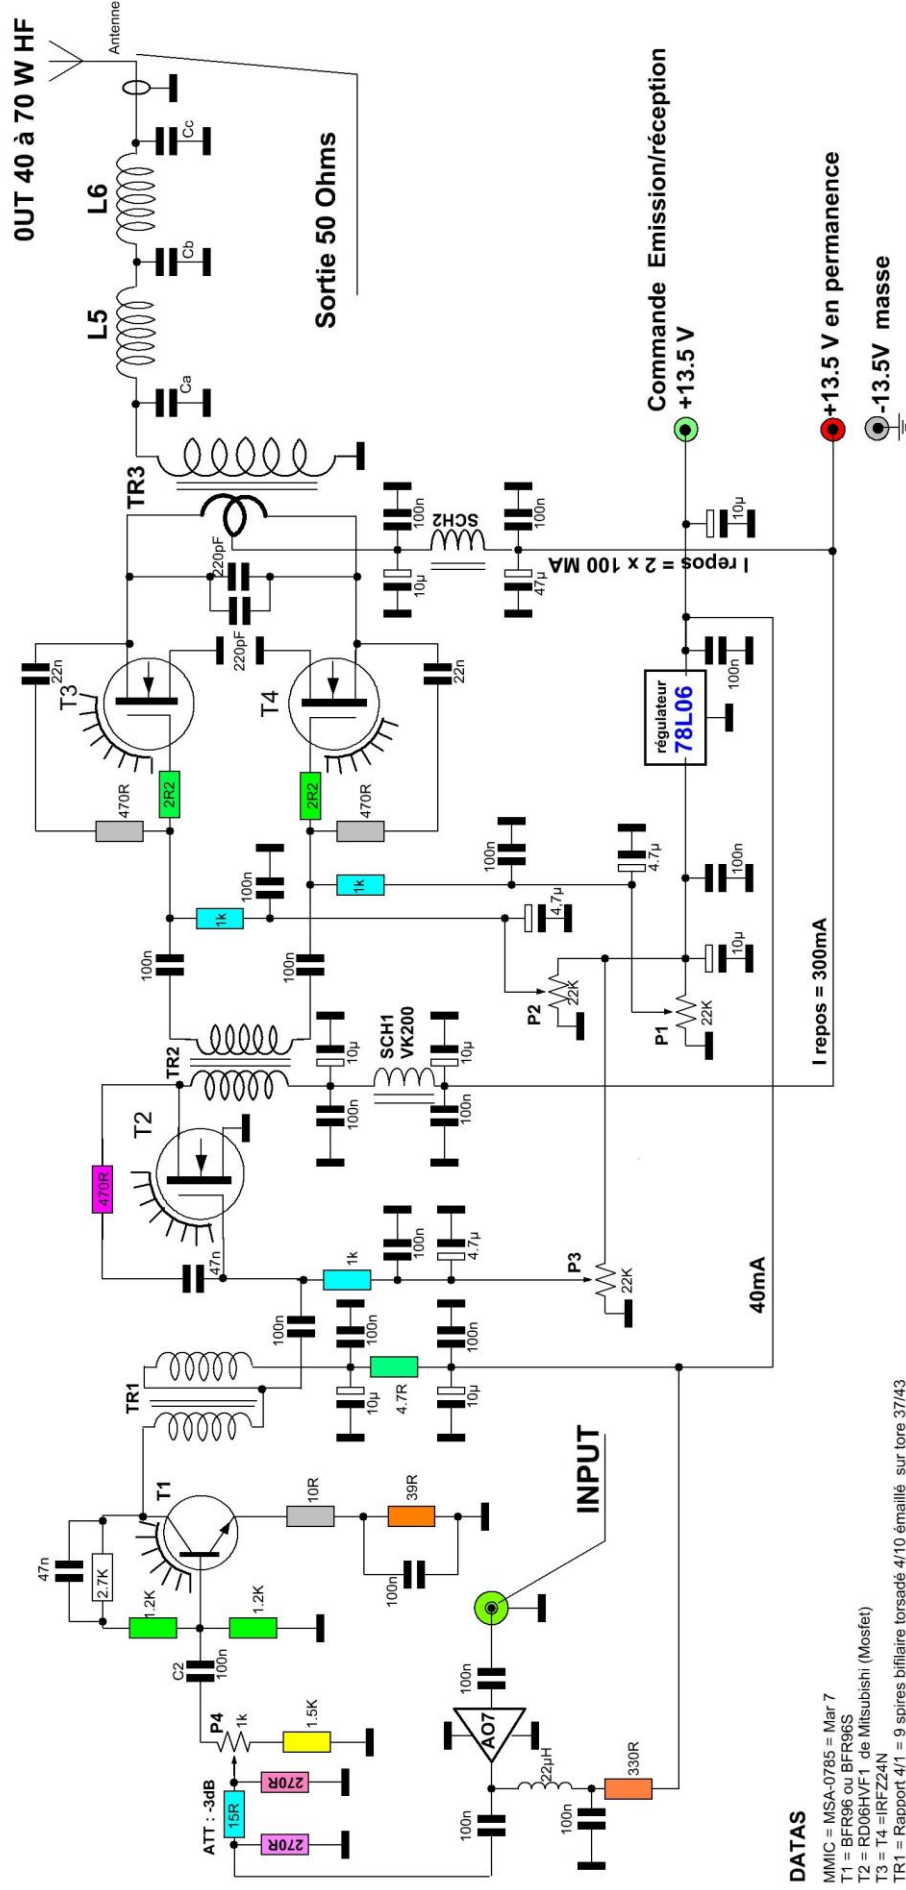 0UT 40 à 70 W HF
Antenne
Cc
L6
Cb
L5
Ca
Sortie 50 Ohms
TR3
Commande Emission/réception
+13.5 V
+13.5 V en permanence
-13.5V masse
100n
SCH2
100n
10µ
47µ
I repos = 2 x 100 MA
10µ
220pF
220pF
22n
T3
T4
22n
470R
2R2
2R2
470R
régulateur
78L06
100n
100n
1k
1k
100n
4.7µ
4,7µ
100n
10µ
100n
100n
P2
22K
P1
22K
I repos = 300mA
TR2
10µ
SCH1
VK200
10µ
100n
100n
T2
470R
47n
1k
100n
4.7µ
P3
22K
40mA
100n
TR1
100n
100n
10µ
4.7R
10µ
T1
47n
2.7K
1.2K
1.2K
10R
39R
100n
INPUT
C2
100n
P4
1k
1.5K
ATT : -3dB
15R
270R
270R
100n
AO7
22µH
100n
100n
330R
DATAS
MMIC = MSA-0785 = Mar 7
T1 = BFR96 ou BFR96S
T2 = RD06HVF1 de Mitsubishi (Mosfet)
T3 = T4 =IRFZ24N
TR1 = Rapport 4/1 = 9 spires bifilaire torsadé 4/10 émaillé sur tore 37/43